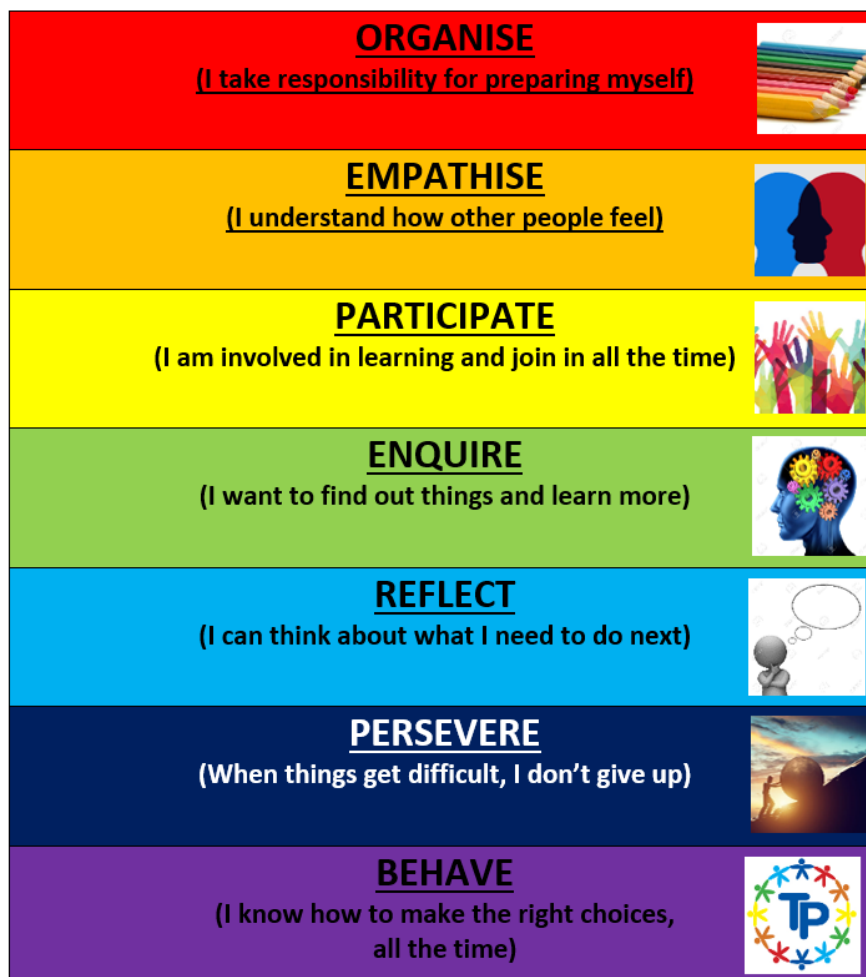 ORGANISE
(I take responsibility for preparing myself)
EMPATHISE
(I understand how other people feel)
PARTICIPATE
(I am involved in learning and join in all the time)
ENQUIRE
(I want to find out things and learn more)
REFLECT
(I can think about what I need to do next)
PERSEVERE
(When things get difficult, I don’t give up)
BEHAVE
(I know how to make the right choices,
all the time)
TP